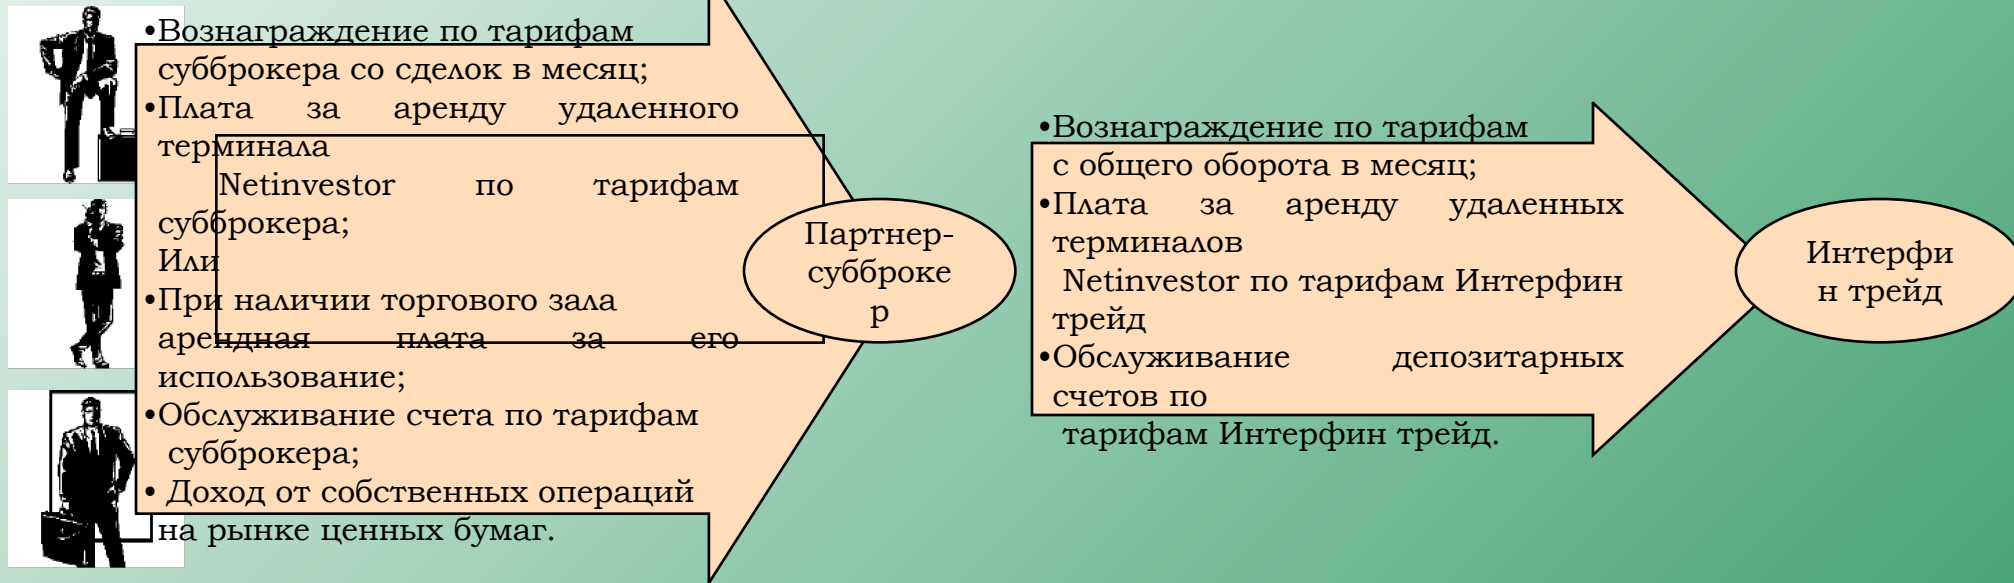 •Вознаграждение по тарифам
субброкера со сделок в месяц;
•Плата за аренду удаленного
терминала
Netinvestor по тарифам
субброкера;
Или
•При наличии торгового зала
арендная плата за его
использование;
•Обслуживание счета по тарифам
субброкера;
• Доход от собственных операций
на рынке ценных бумаг.
Партнер-
субброке
р
•Вознаграждение по тарифам
с общего оборота в месяц;
•Плата за аренду удаленных
терминалов
Netinvestor по тарифам Интерфин
трейд
•Обслуживание депозитарных
счетов по
тарифам Интерфин трейд.
Интерфи
н трейд